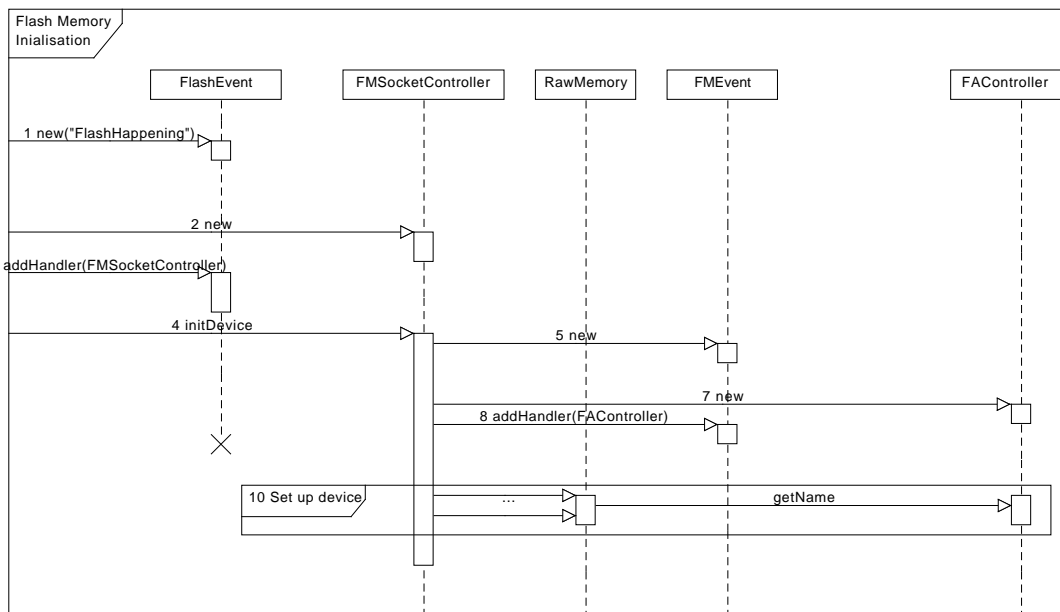 Flash Memory
Inialisation
FlashEvent
FMSocketController
RawMemory
FMEvent
FAController
1 new("FlashHappening")
2 new
addHandler(FMSocketController)
4 initDevice
5 new
7 new
8 addHandler(FAController)
10 Set up device
...
getName